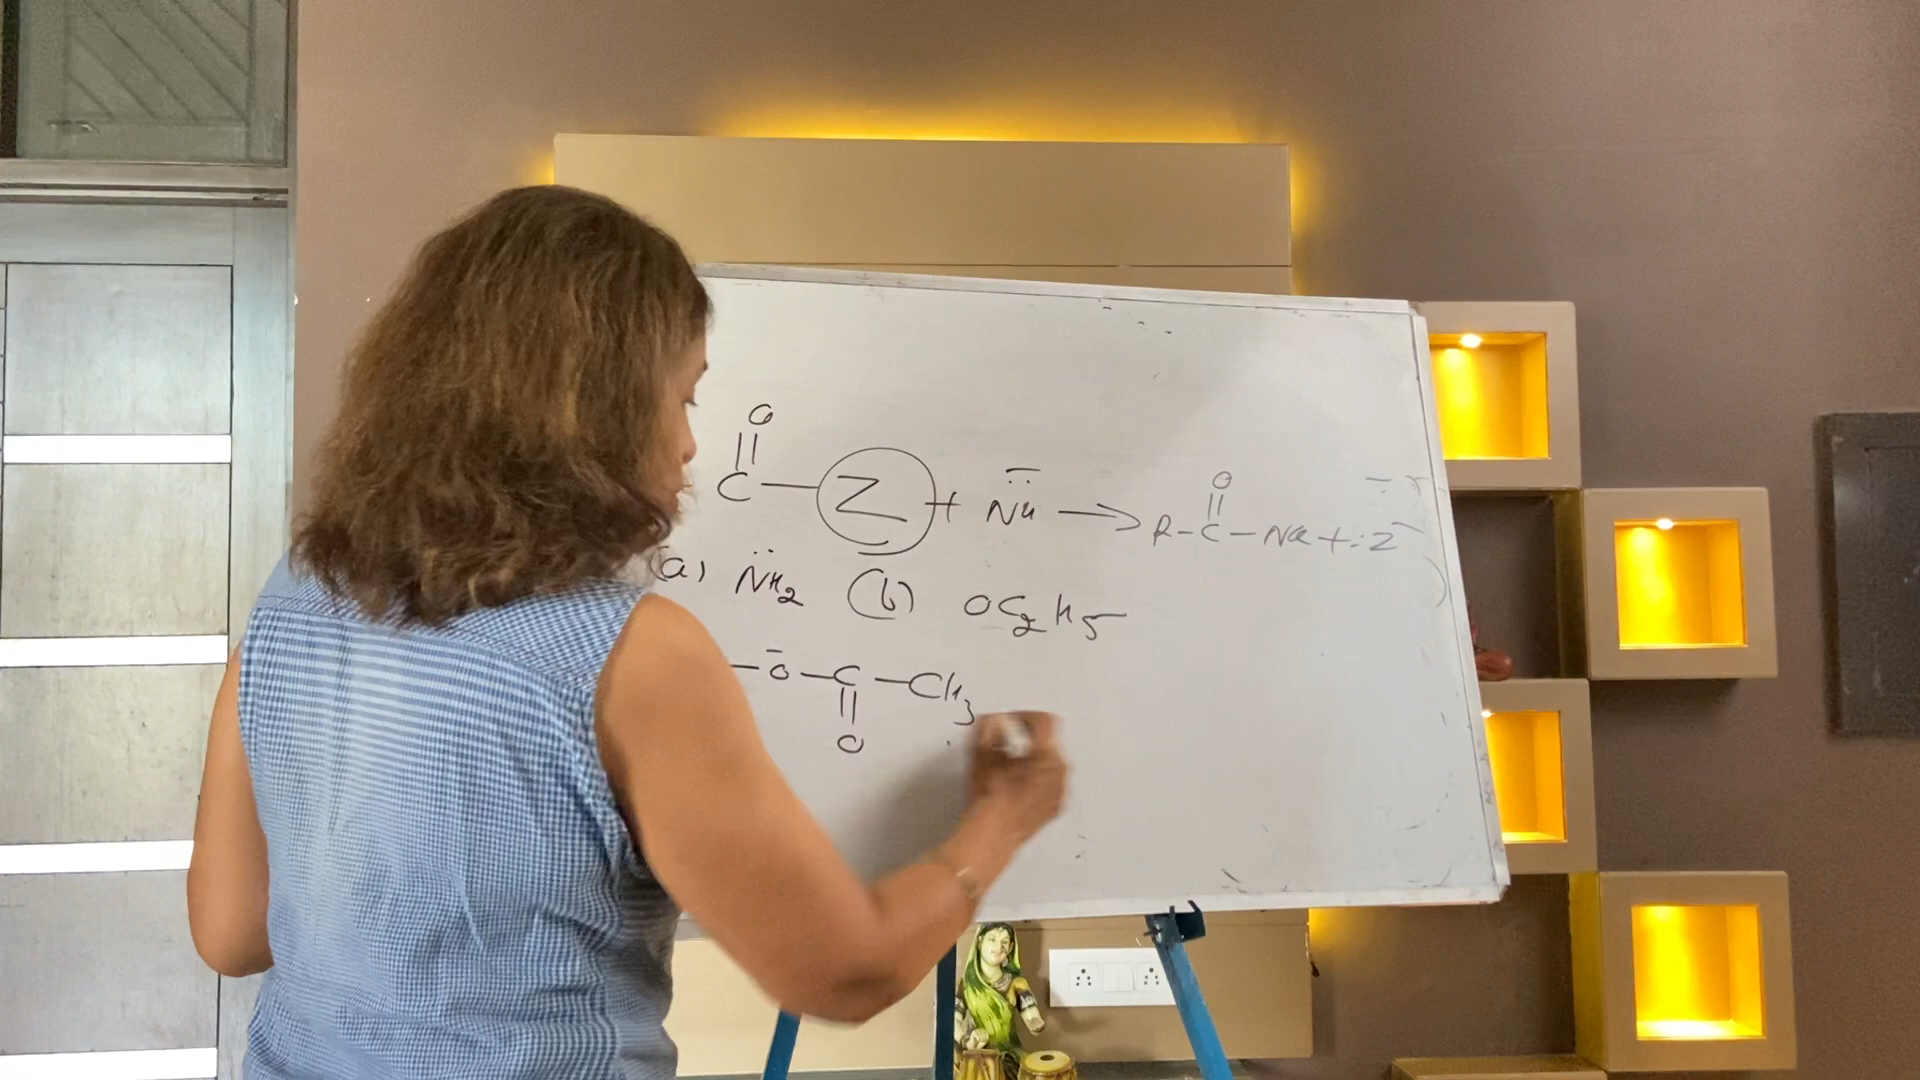 O O
|| ||
C — Z + N̈ū → R - C - Nu + :Z⁻
(a) N̈H₂ (b) OC₂H₅
— Ō — C — CH₃
||
O